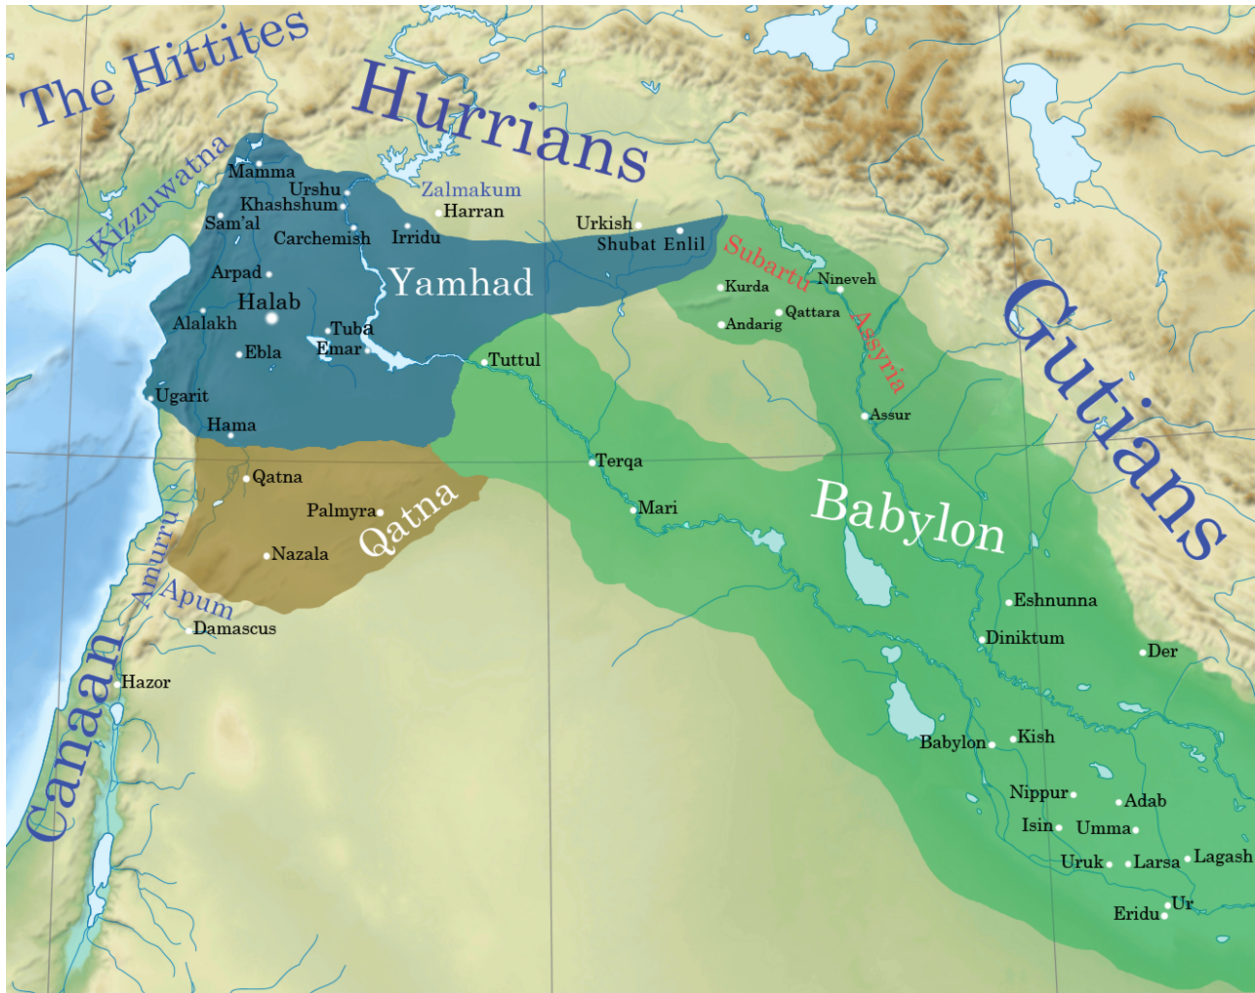 The Hittites
Hurrians
Kizzuwatna
Mamma
Urshu
Khashshum
Zalmakum
Harran
Sam'al
Carchemish
Irridu
Urkish
Shubat Enlil
Arpad
Yamhad
Subartu
Nineveh
Kurda
Halab
Alalakh
Tuba
Qattara
Andarig
Assyria
Gutians
Ebla
Emar
Tuttul
Ugarit
Hama
Assur
Terqa
Qatna
Palmyra
Qatna
Mari
Babylon
Nazala
Amurru
Apum
Damascus
Eshnunna
Diniktum
Der
Hazor
Canaan
Babylon
Kish
Nippur
Adab
Isin
Umma
Uruk
Larsa
Lagash
Ur
Eridu